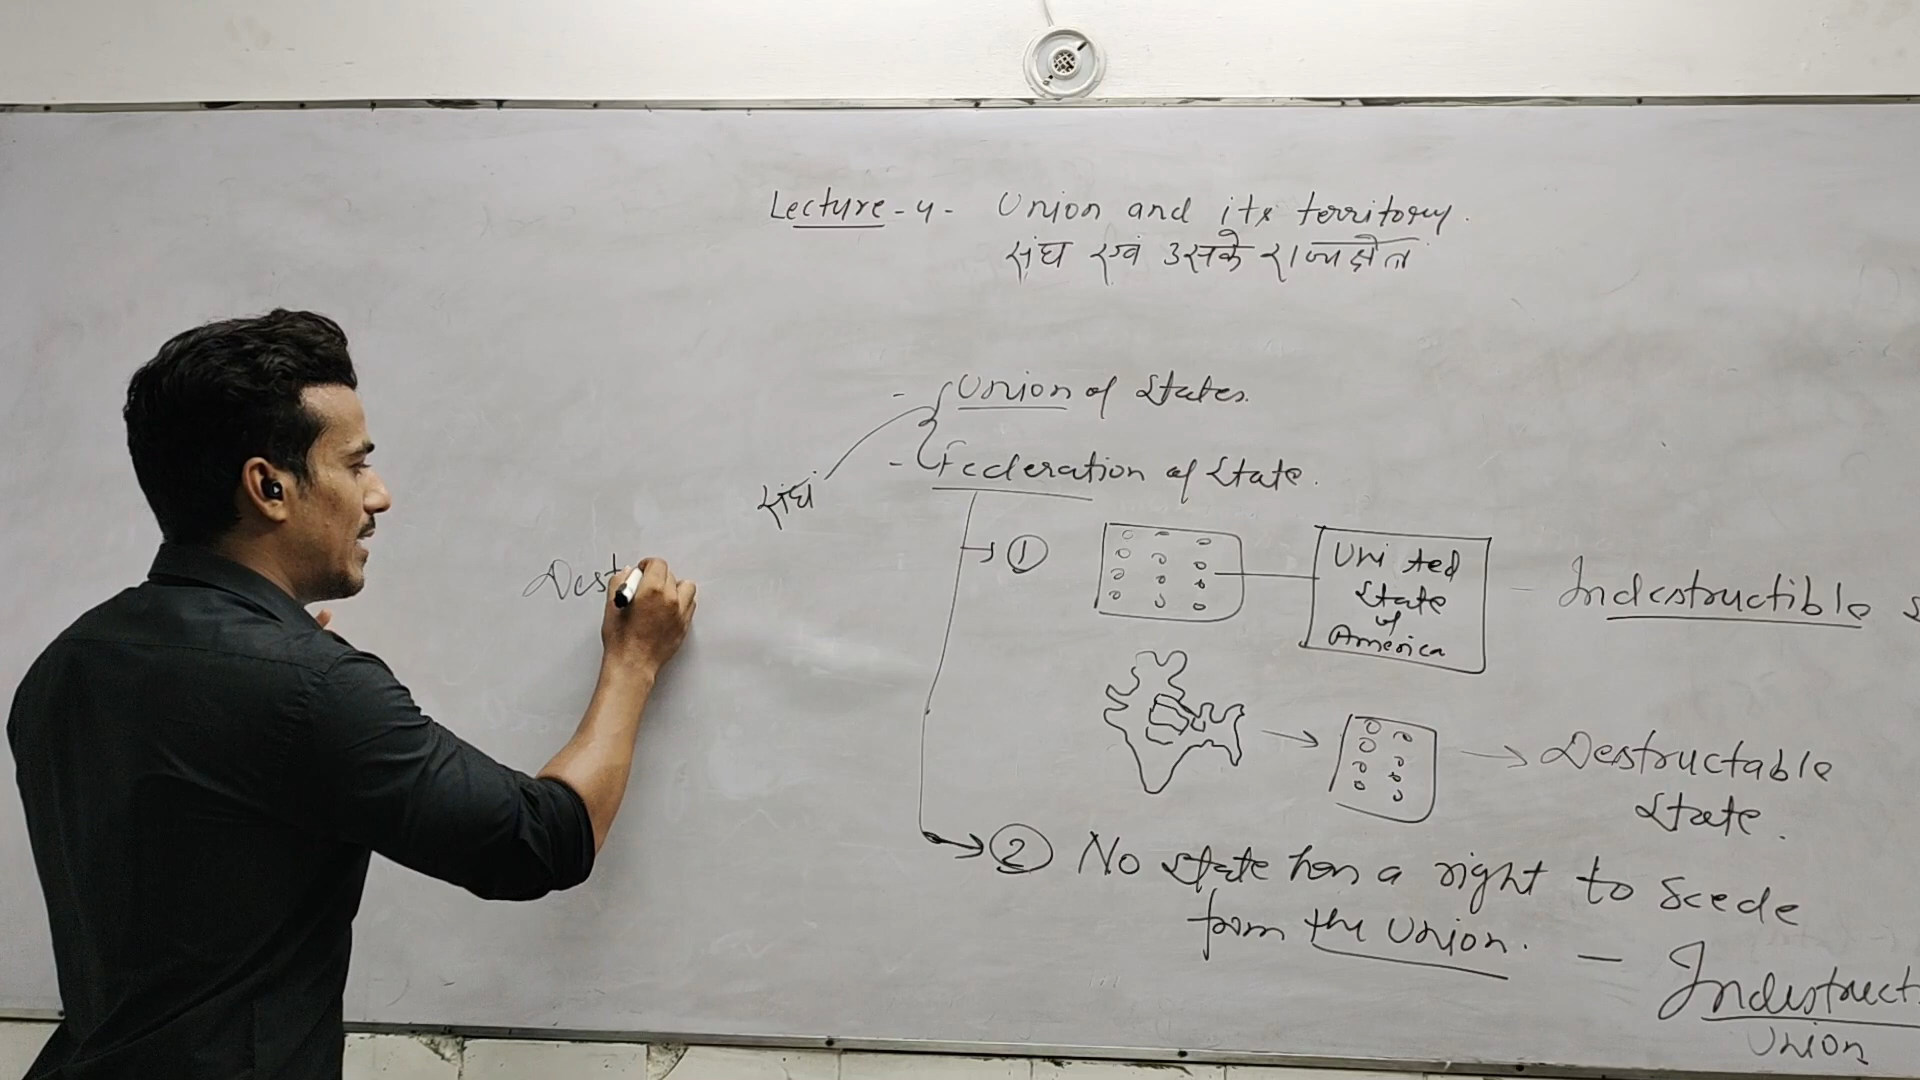 Lecture-4- Union and its territory.
संघ एवं उसके राज्यक्षेत्र
- Union of States.
- Federation of State.
संघ
① United
State
of
America
- Indestructible s
Destructable
State.
② No state has a right to Scede
from the Union. - Indestruct
Union
Dest